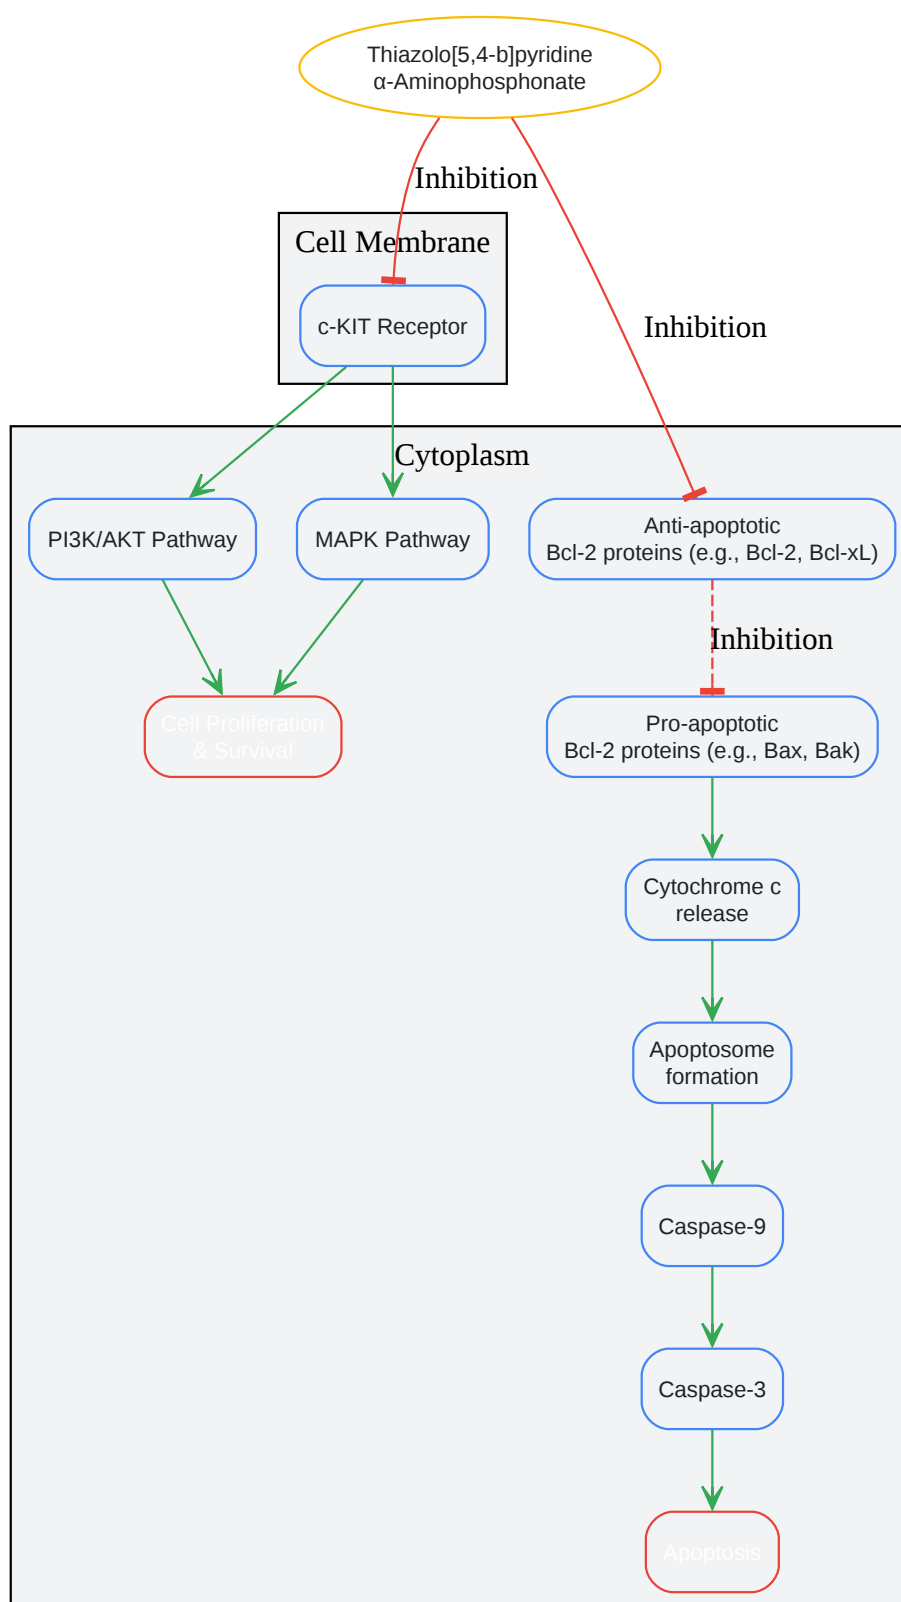 Thiazolo[5,4-b]pyridine
α-Aminophosphonate
Inhibition
Cell Membrane
c-KIT Receptor
Inhibition
Cytoplasm
PI3K/AKT Pathway
MAPK Pathway
Anti-apoptotic
Bcl-2 proteins (e.g., Bcl-2, Bcl-xL)
Inhibition
Cell Proliferation
& Survival
Pro-apoptotic
Bcl-2 proteins (e.g., Bax, Bak)
Cytochrome c
release
Apoptosome
formation
Caspase-9
Caspase-3
Apoptosis